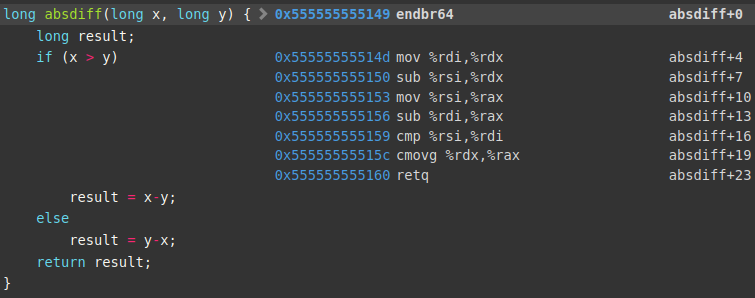 long absdiff(long x, long y) { > 0x555555555149 endbr64 absdiff+0
long result;
if (x > y) 0x55555555514d mov %rdi,%rdx absdiff+4
0x555555555150 sub %rsi,%rdx absdiff+7
0x555555555153 mov %rsi,%rax absdiff+10
0x555555555156 sub %rdi,%rax absdiff+13
0x555555555159 cmp %rsi,%rdi absdiff+16
0x55555555515c cmovg %rdx,%rax absdiff+19
0x555555555160 retq absdiff+23
result = x-y;
else
result = y-x;
return result;
}